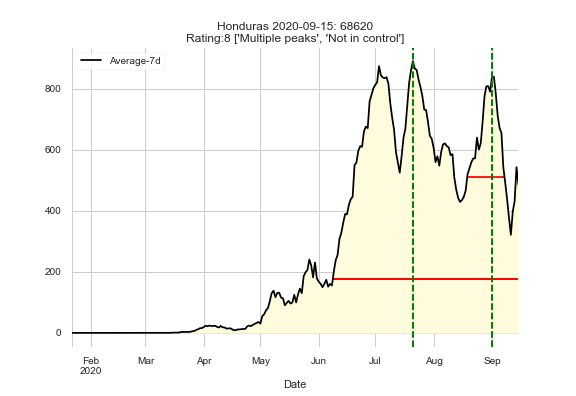 Honduras 2020-09-15: 68620
Rating:8 ['Multiple peaks', 'Not in control']
Average-7d
800
600
400
200
0
Feb Mar Apr May Jun Jul Aug Sep
2020
Date